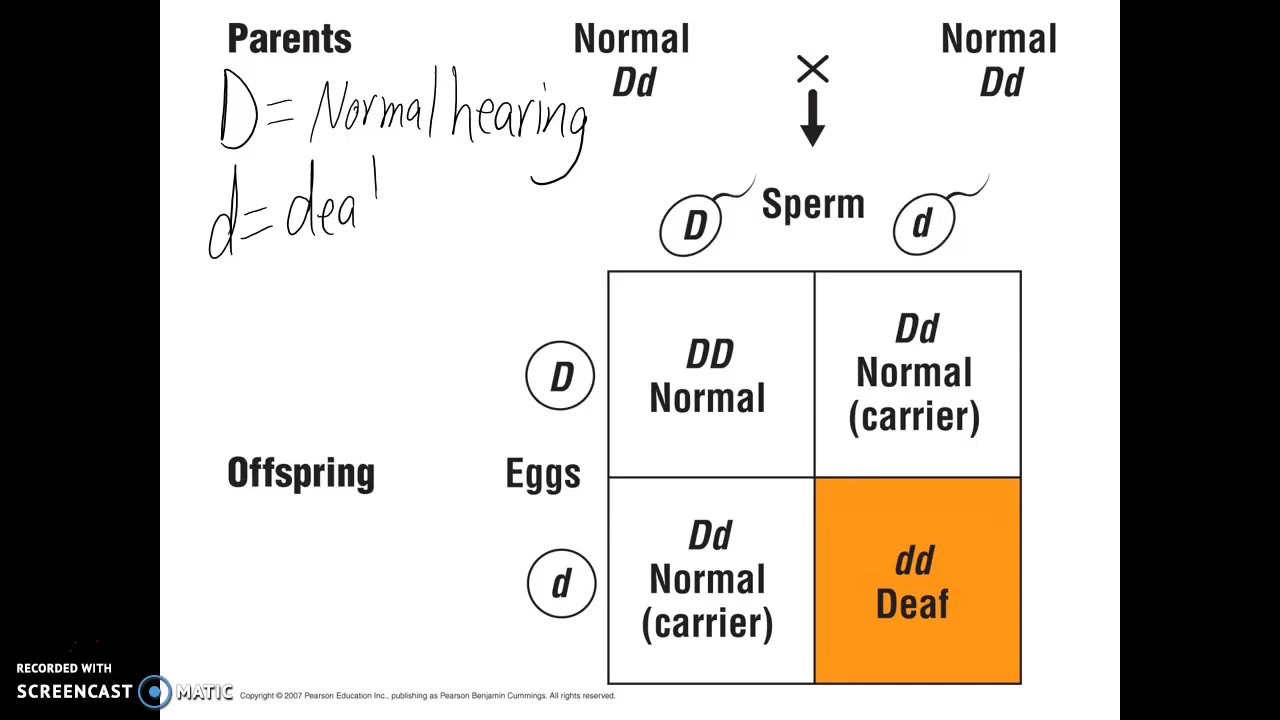 Parents
Normal
Dd
Normal
Dd
×
D = Normal hearing
d = dea
Sperm
D
d
D
DD
Normal
Dd
Normal
(carrier)
Offspring
Eggs
d
Dd
Normal
(carrier)
dd
Deaf
RECORDED WITH
SCREENCAST MATIC
Copyright © 2007 Pearson Education Inc., publishing as Pearson Benjamin Cummings. All rights reserved.